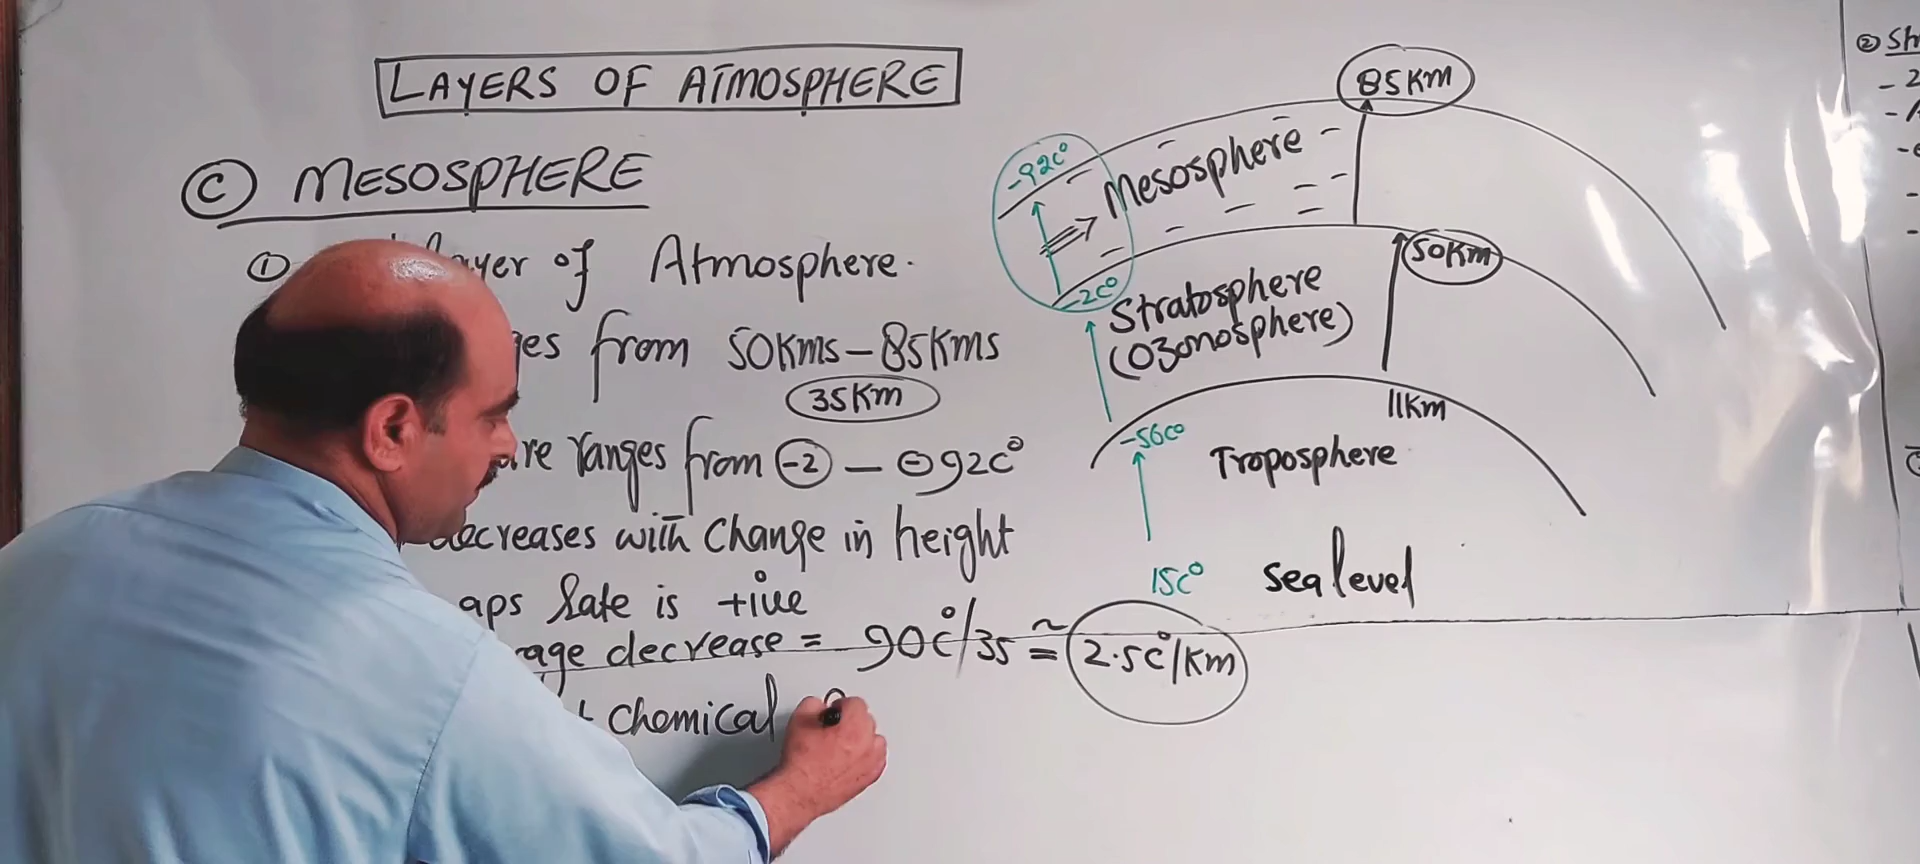 LAYERS OF ATMOSPHERE
C MESOSPHERE
① layer of Atmosphere.
from 50Kms – 85Kms
35Km
ranges from -2 – -92c°
decreases with change in height
Rate is +ive
decrease = 90c°/35 ≈ 2.5c°/Km
chemical
85Km
-92c°
Mesosphere
50Km
-2c°
Stratosphere
(Ozonosphere)
11Km
-56c°
Troposphere
15c° Sea level
②